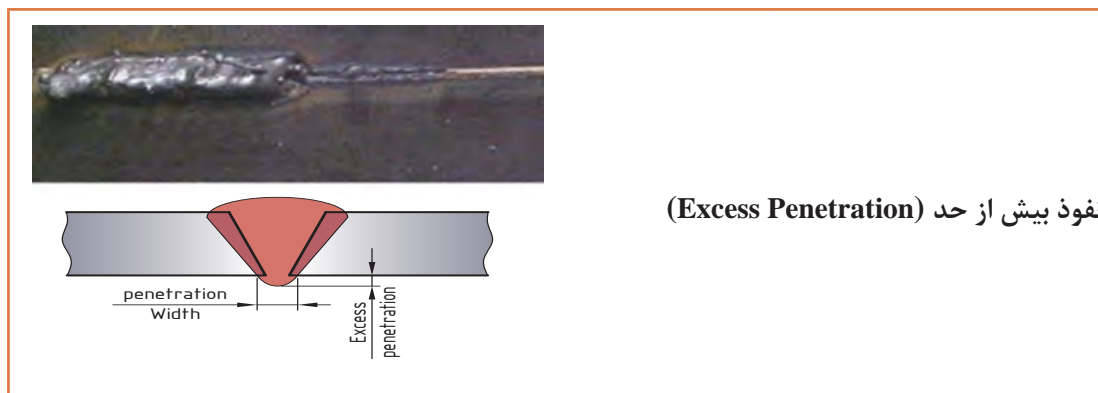 نفوذ بیش از حد (Excess Penetration)
penetration
Width
Excess
penetration